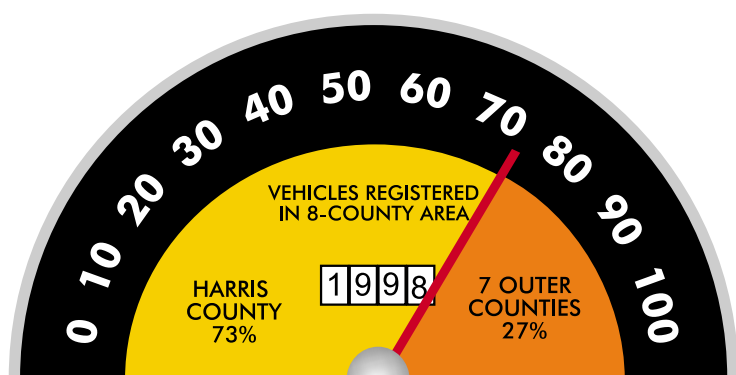 0 10 20 30 40 50 60 70 80 90 100
VEHICLES REGISTERED
IN 8-COUNTY AREA
1998
HARRIS
COUNTY
73%
7 OUTER
COUNTIES
27%